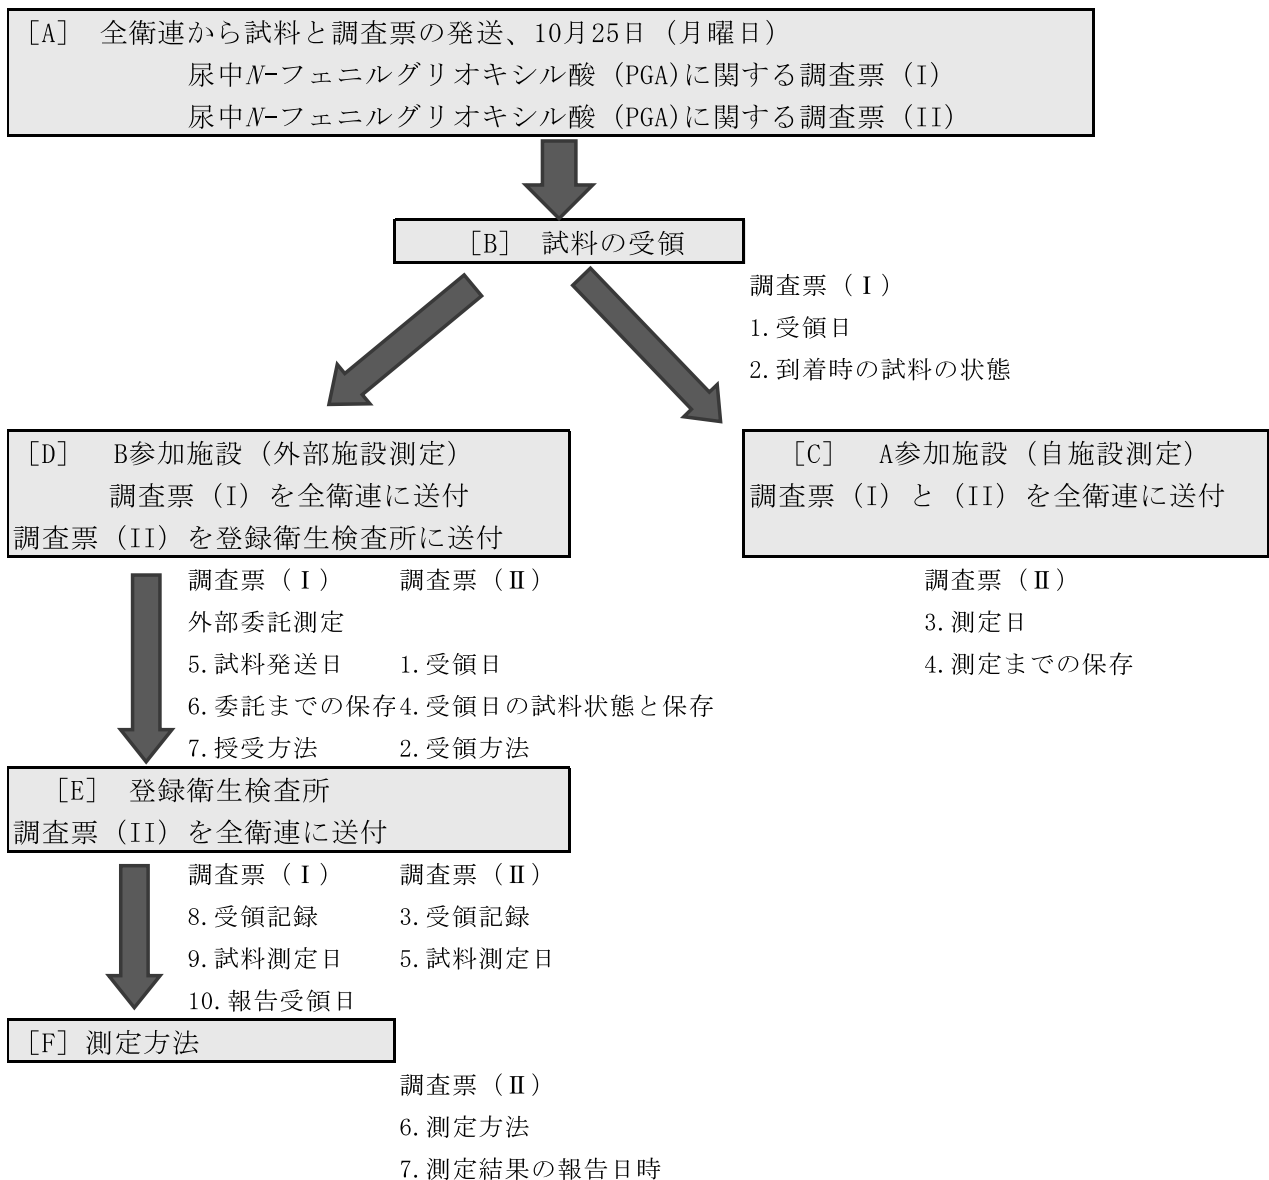 [A] 全衛連から試料と調査票の発送、10月25日（月曜日）
尿中N-フェニルグリオキシル酸（PGA)に関する調査票（I）
尿中N-フェニルグリオキシル酸（PGA)に関する調査票（II）
[B] 試料の受領
調査票（Ⅰ）
1.受領日
2.到着時の試料の状態
[D] B参加施設（外部施設測定）
調査票（I）を全衛連に送付
調査票（II）を登録衛生検査所に送付
[C] A参加施設（自施設測定）
調査票（I）と（II）を全衛連に送付
調査票（Ⅰ） 調査票（Ⅱ）
外部委託測定
5.試料発送日 1.受領日
6.委託までの保存 4.受領日の試料状態と保存
7.授受方法 2.受領方法
調査票（Ⅱ）
3.測定日
4.測定までの保存
[E] 登録衛生検査所
調査票（II）を全衛連に送付
調査票（Ⅰ） 調査票（Ⅱ）
8.受領記録 3.受領記録
9.試料測定日 5.試料測定日
10.報告受領日
[F] 測定方法
調査票（Ⅱ）
6.測定方法
7.測定結果の報告日時